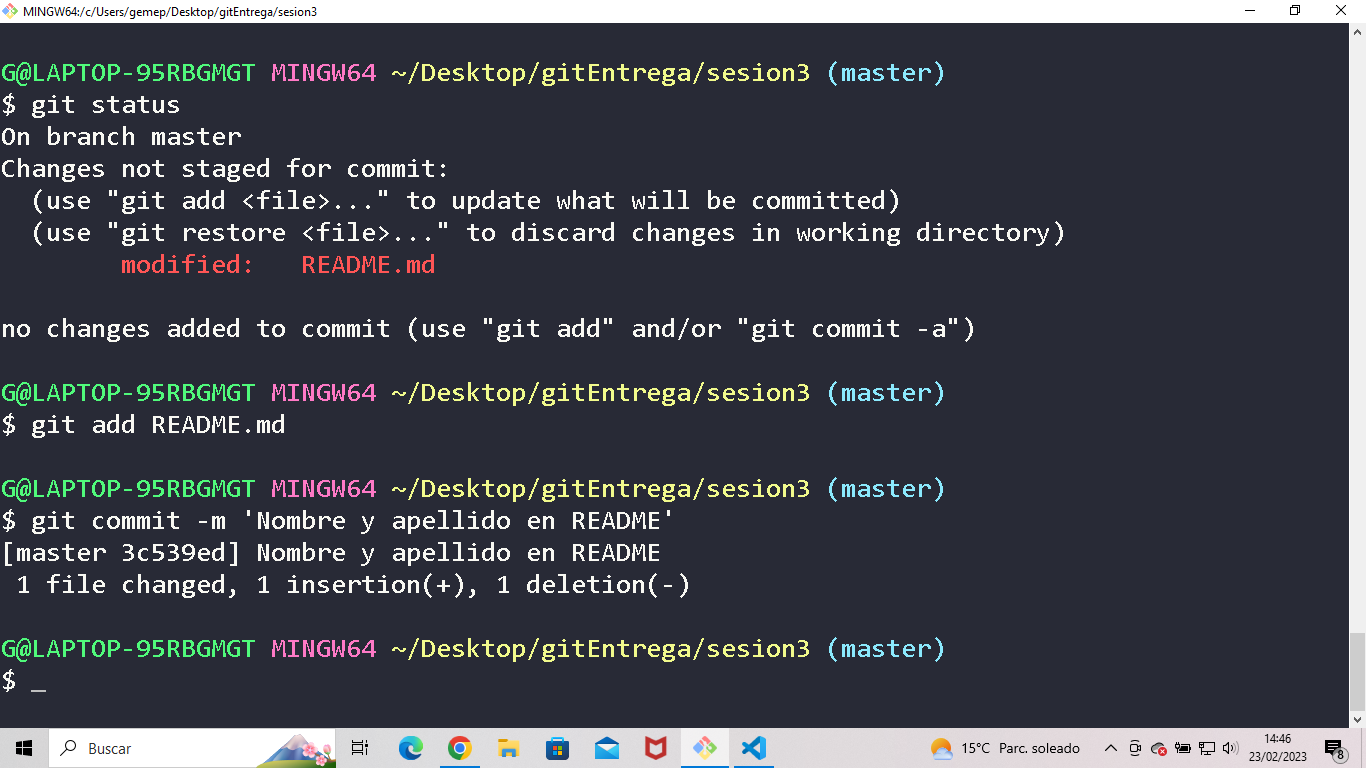 MINGW64:/c/Users/gemep/Desktop/gitEntrega/sesion3
G@LAPTOP-95RBGMGT MINGW64 ~/Desktop/gitEntrega/sesion3 (master)
$ git status
On branch master
Changes not staged for commit:
  (use "git add <file>..." to update what will be committed)
  (use "git restore <file>..." to discard changes in working directory)
        modified:   README.md
no changes added to commit (use "git add" and/or "git commit -a")
G@LAPTOP-95RBGMGT MINGW64 ~/Desktop/gitEntrega/sesion3 (master)
$ git add README.md
G@LAPTOP-95RBGMGT MINGW64 ~/Desktop/gitEntrega/sesion3 (master)
$ git commit -m 'Nombre y apellido en README'
[master 3c539ed] Nombre y apellido en README
 1 file changed, 1 insertion(+), 1 deletion(-)
G@LAPTOP-95RBGMGT MINGW64 ~/Desktop/gitEntrega/sesion3 (master)
$ _
Buscar
15°C Parc. soleado
14:46
23/02/2023
8